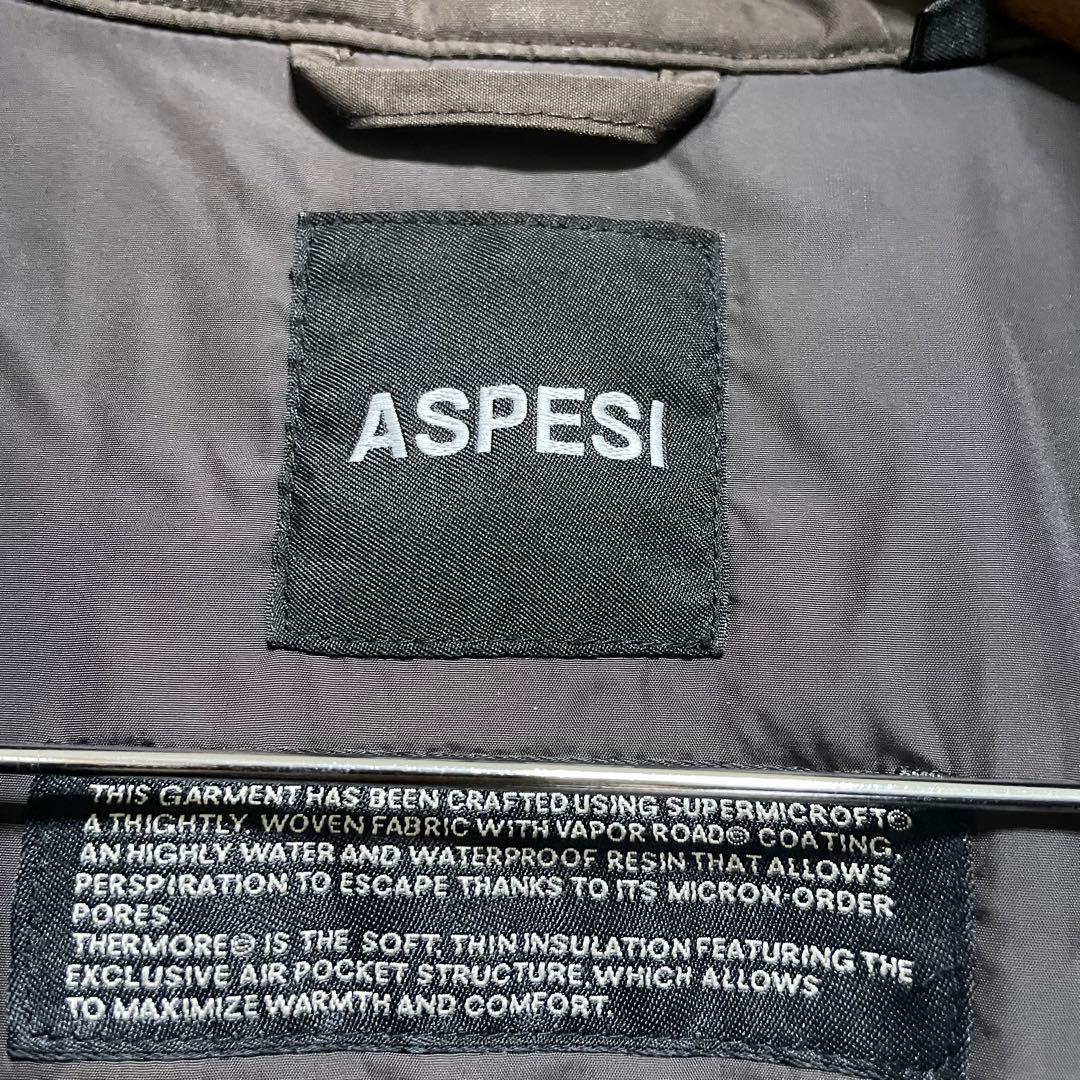 ASPESI
THIS GARMENT HAS BEEN CRAFTED USING SUPERMICROFT©
A THIGHTLY, WOVEN FABRIC WITH VAPOR ROAD© COATING,
AN HIGHLY WATER AND WATERPROOF RESIN THAT ALLOWS
PERSPIRATION TO ESCAPE THANKS TO ITS MICRON-ORDER
PORES
THERMORE© IS THE SOFT, THIN INSULATION FEATURING THE
EXCLUSIVE AIR POCKET STRUCTURE, WHICH ALLOWS
TO MAXIMIZE WARMTH AND COMFORT.